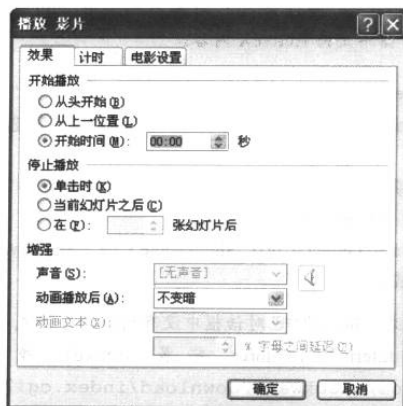 播放 影片
效果 计时 电影设置
开始播放
从头开始(B)
从上一位置(L)
开始时间(M): 00:00 秒
停止播放
单击时(K)
当前幻灯片之后(C)
在(F): 张幻灯片后
增强
声音(S): [无声音]
动画播放后(A): 不变暗
动画文本(X):
% 字母之间延迟(D)
download/index.cgi
确定 取消